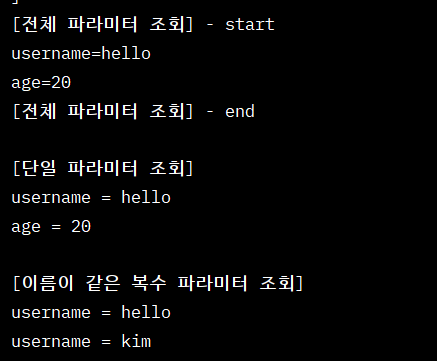 ]
[전체 파라미터 조회] - start
username=hello
age=20
[전체 파라미터 조회] - end
[단일 파라미터 조회]
username = hello
age = 20
[이름이 같은 복수 파라미터 조회]
username = hello
username = kim